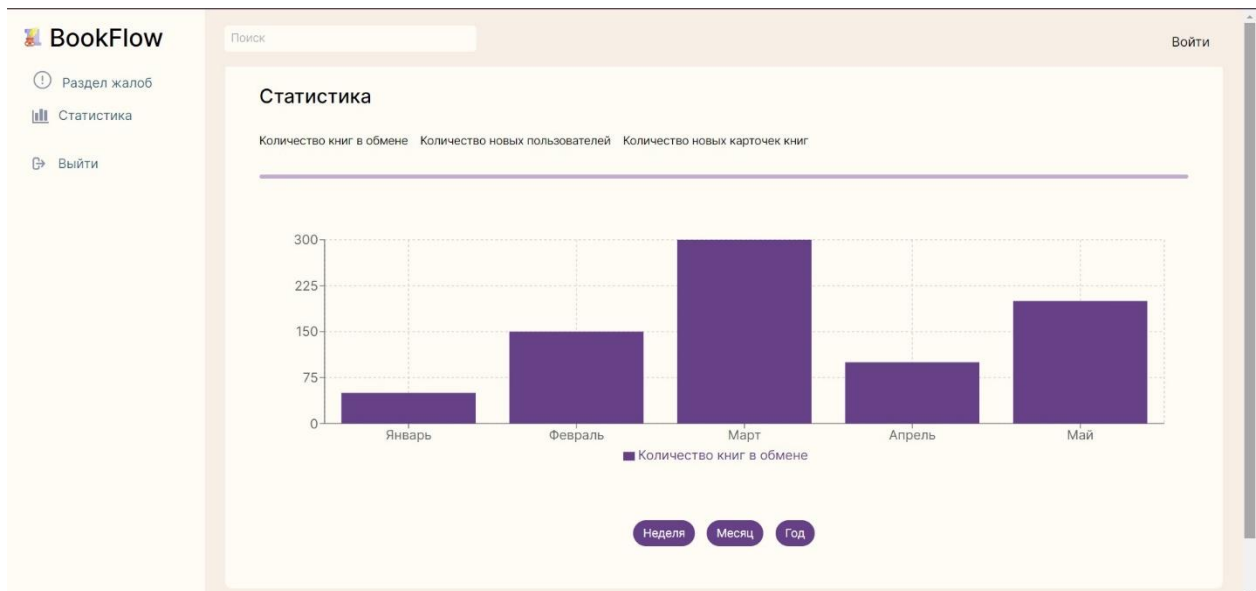 BookFlow
Поиск
Войти
Раздел жалоб
Статистика
Выйти
Статистика
Количество книг в обмене Количество новых пользователей Количество новых карточек книг
300
225
150
75
0
Январь Февраль Март Апрель Май
Количество книг в обмене
Неделя Месяц Год